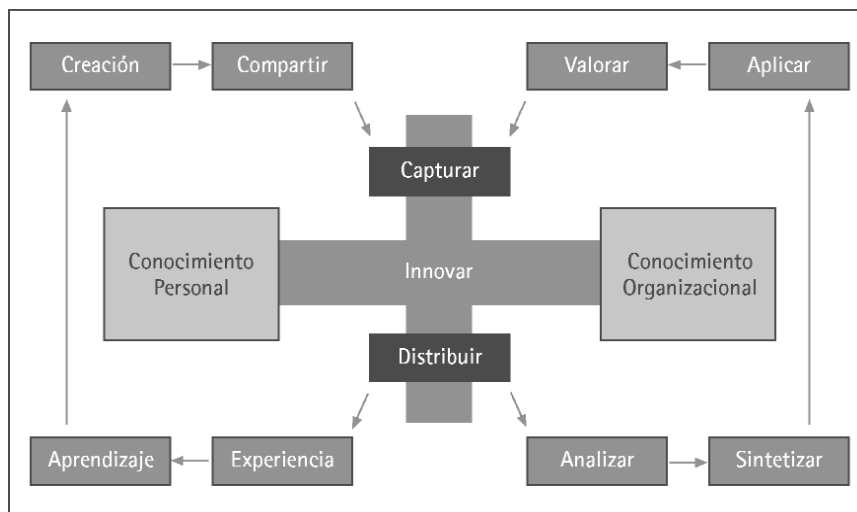 Creación
Compartir
Valorar
Aplicar
Capturar
Conocimiento
Personal
Innovar
Conocimiento
Organizacional
Distribuir
Aprendizaje
Experiencia
Analizar
Sintetizar